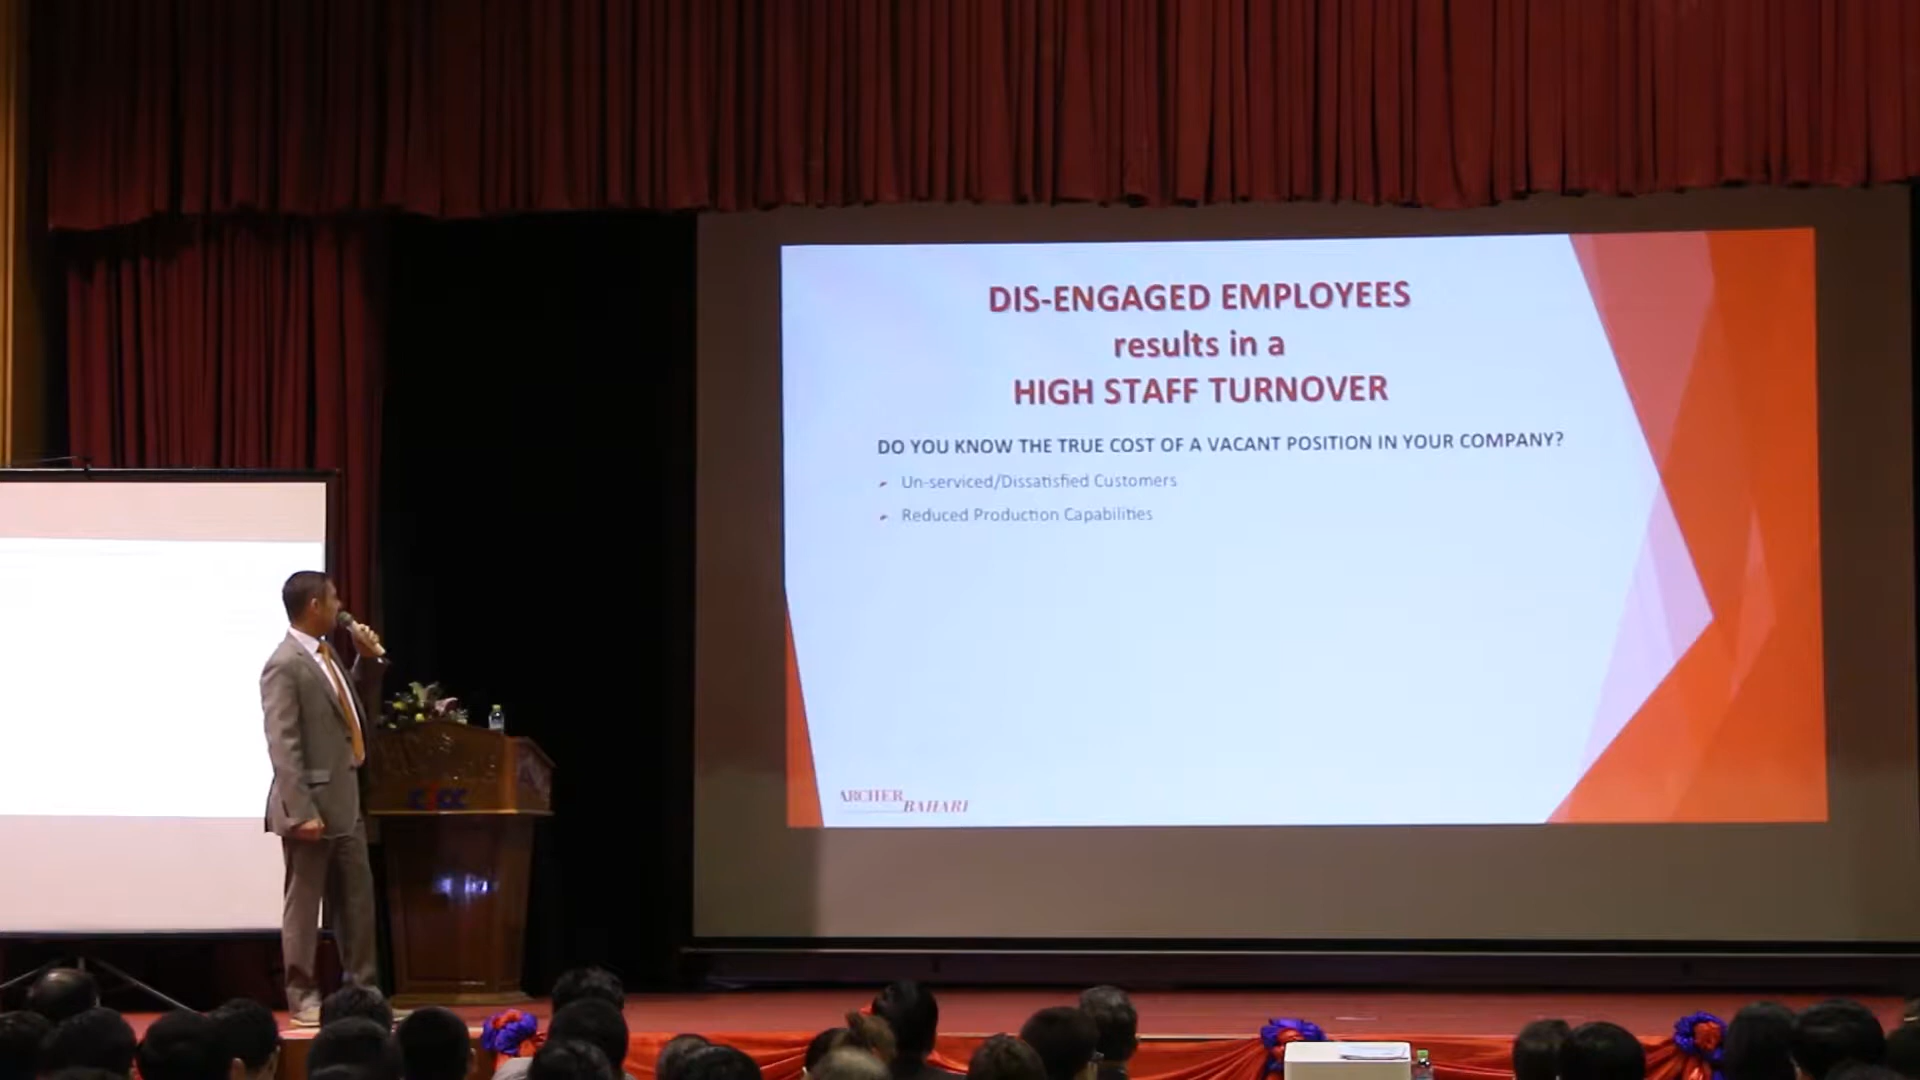 DIS-ENGAGED EMPLOYEES
results in a
HIGH STAFF TURNOVER
DO YOU KNOW THE TRUE COST OF A VACANT POSITION IN YOUR COMPANY?
Un-serviced/Dissatisfied Customers
Reduced Production Capabilities
ARCHER
BAHARI